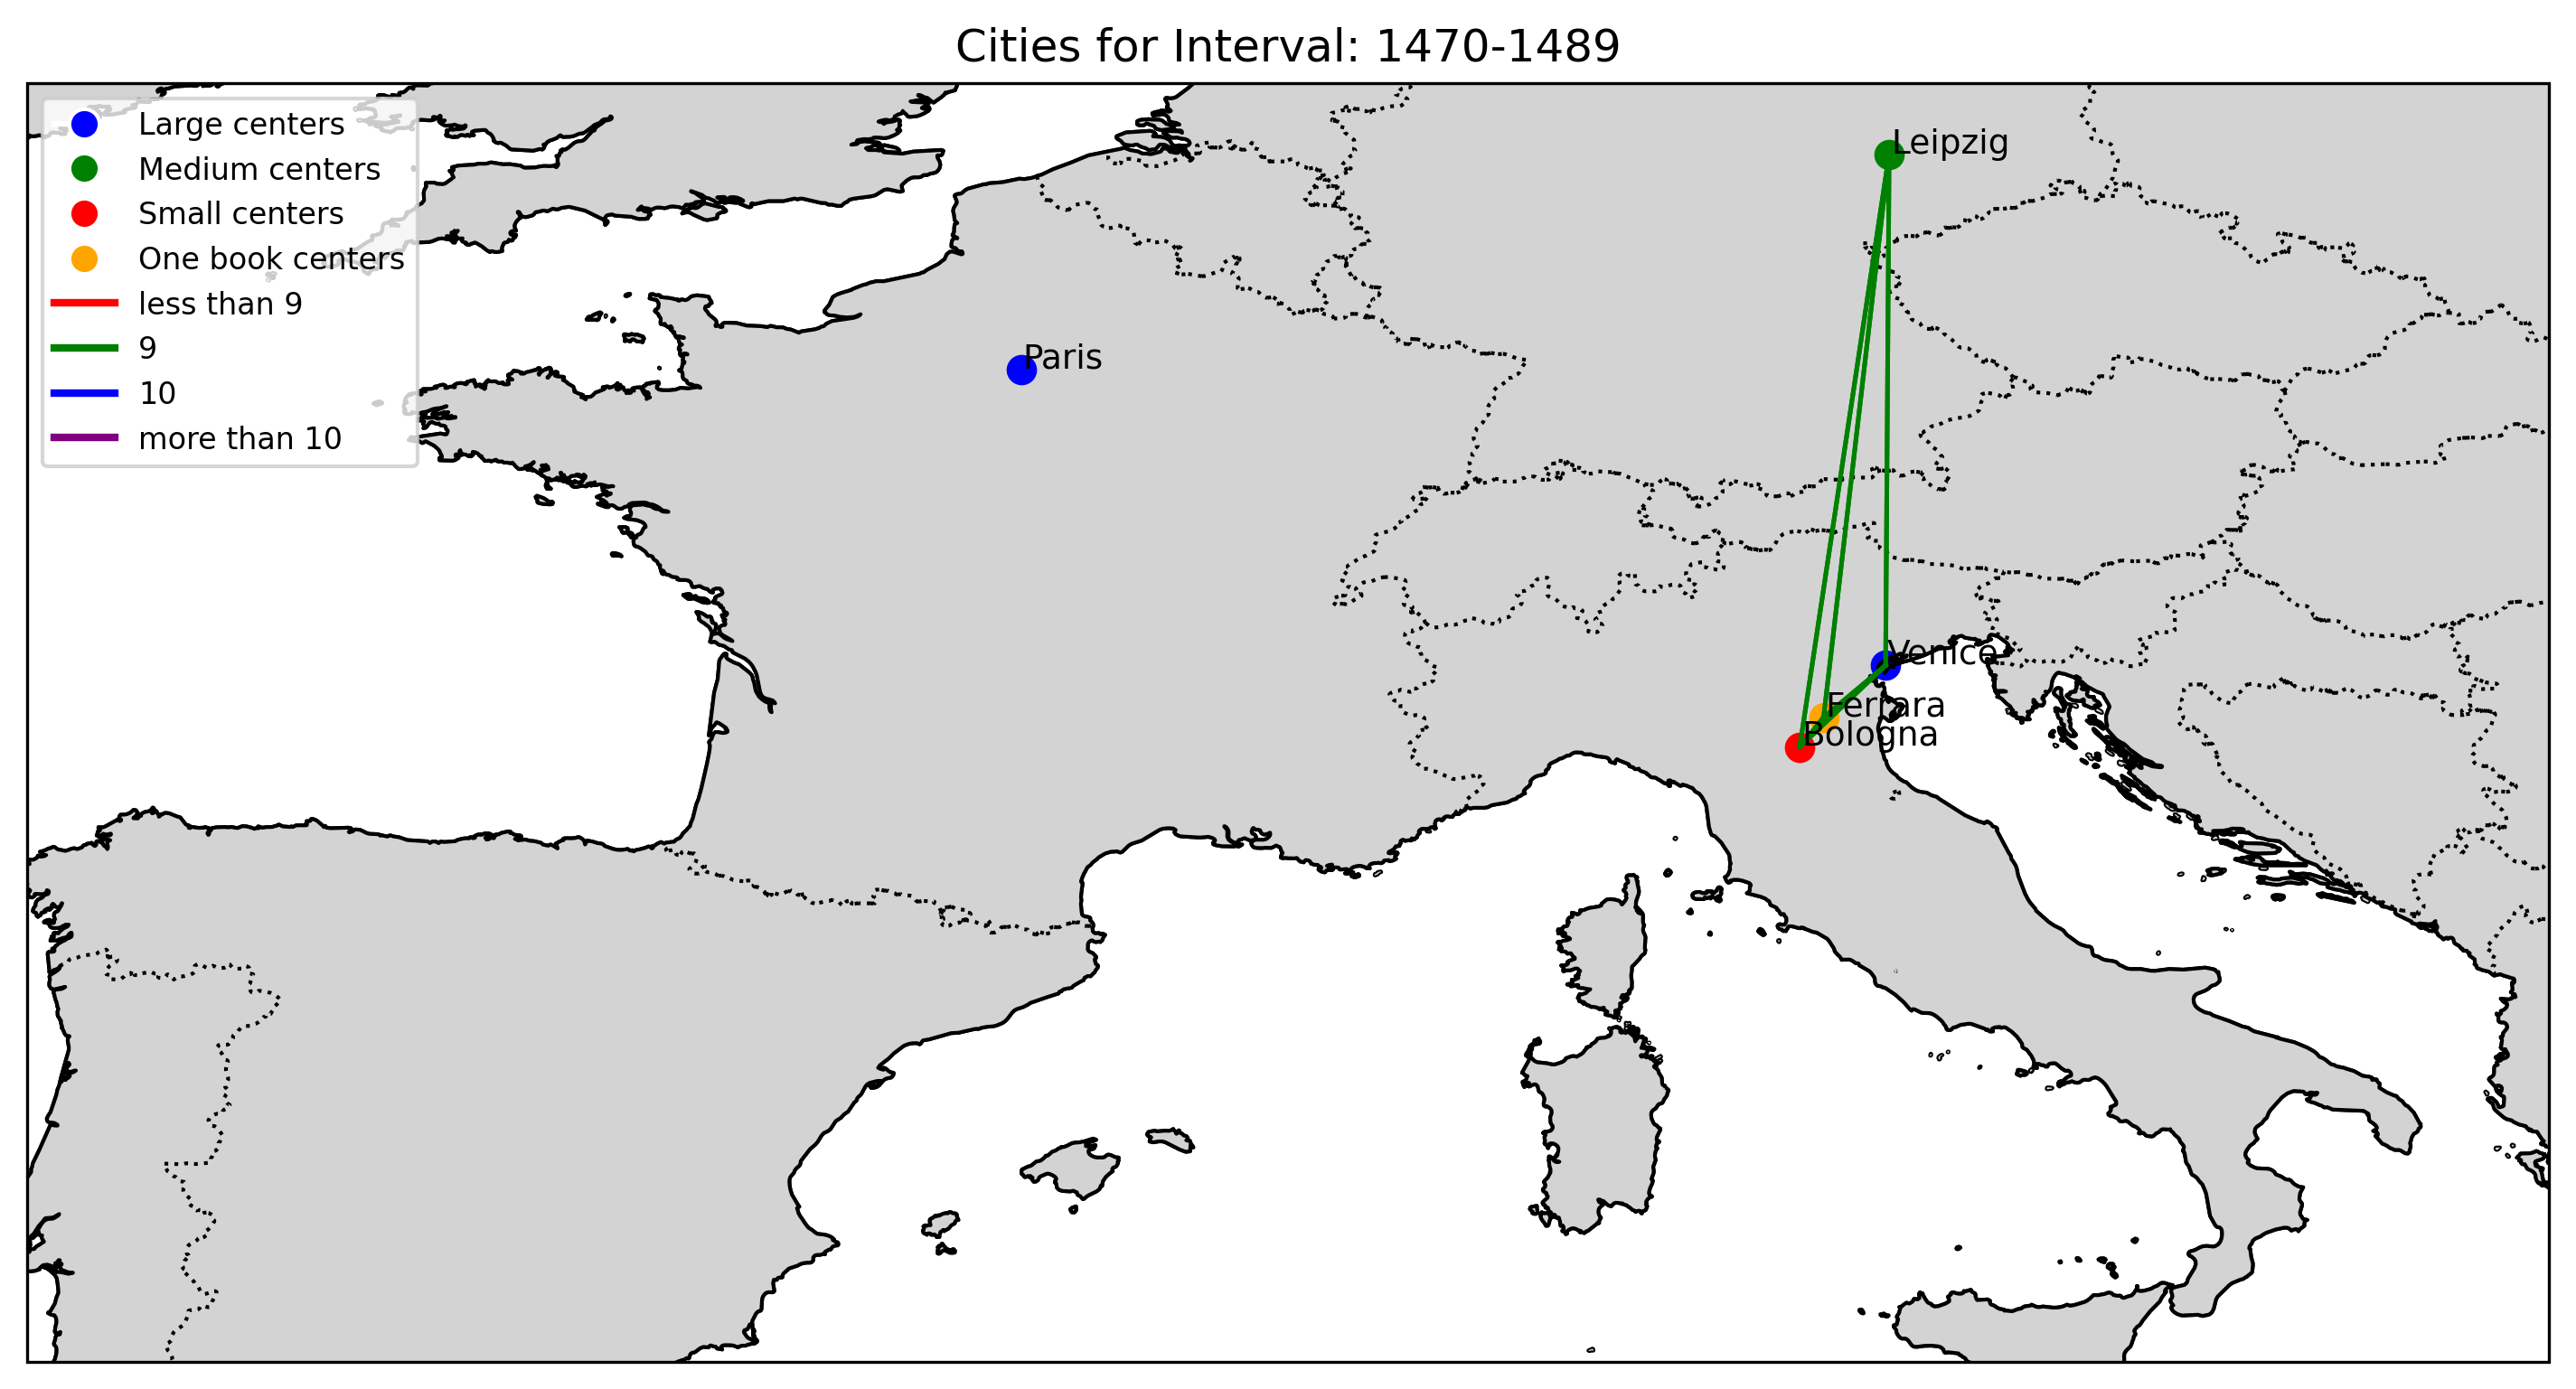 Cities for Interval: 1470-1489
Large centers
Medium centers
Small centers
One book centers
less than 9
9
10
more than 10
Leipzig
Paris
Venice
Ferrara
Bologna